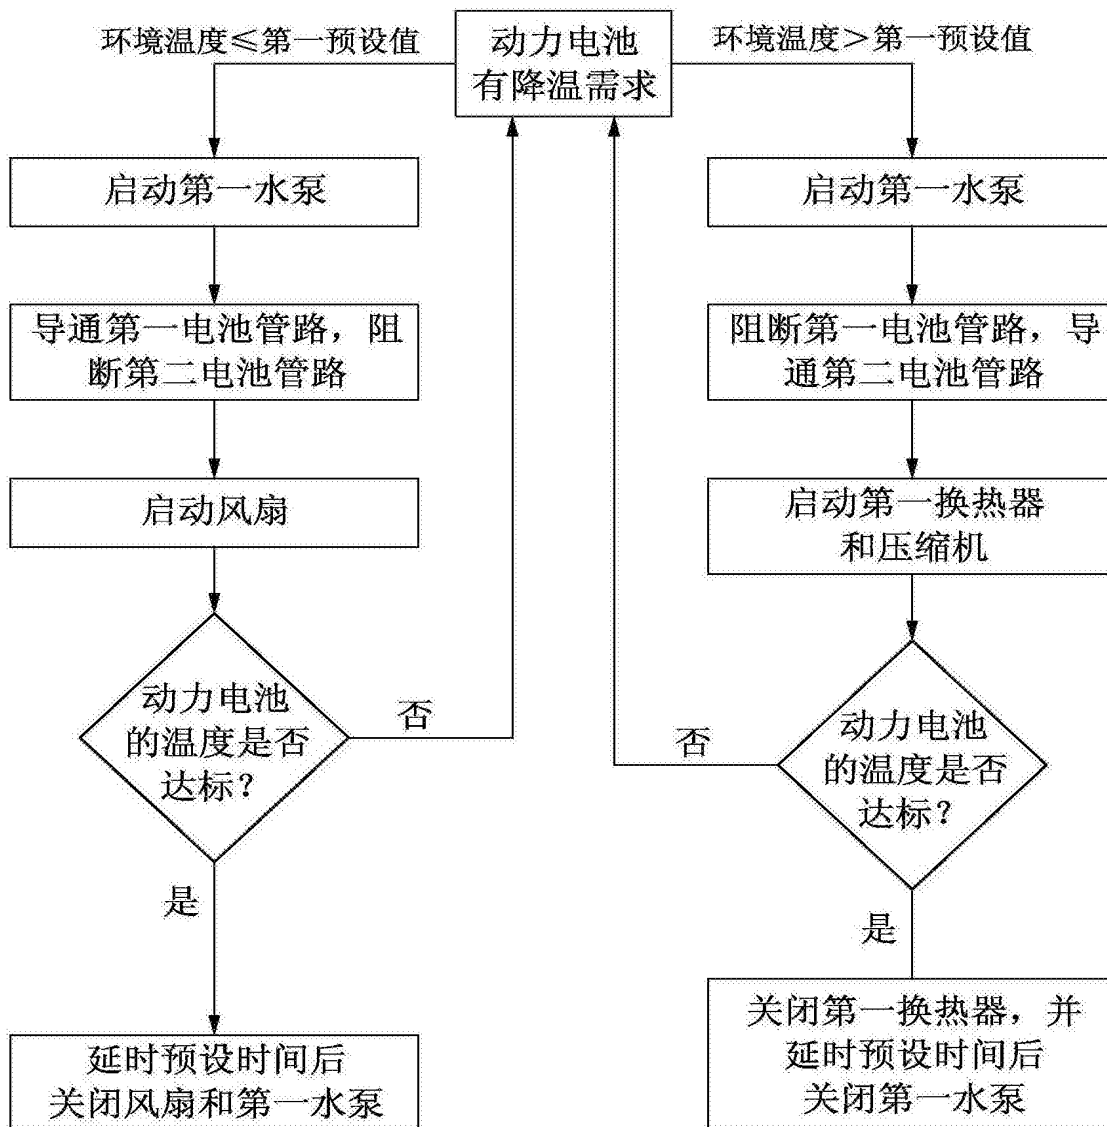 环境温度≤第一预设值
动力电池
有降温需求
环境温度＞第一预设值
启动第一水泵
导通第一电池管路，阻
断第二电池管路
启动风扇
动力电池
的温度是否
达标？
否
是
延时预设时间后
关闭风扇和第一水泵
启动第一水泵
阻断第一电池管路，导
通第二电池管路
启动第一换热器
和压缩机
动力电池
的温度是否
达标？
否
是
关闭第一换热器，并
延时预设时间后
关闭第一水泵